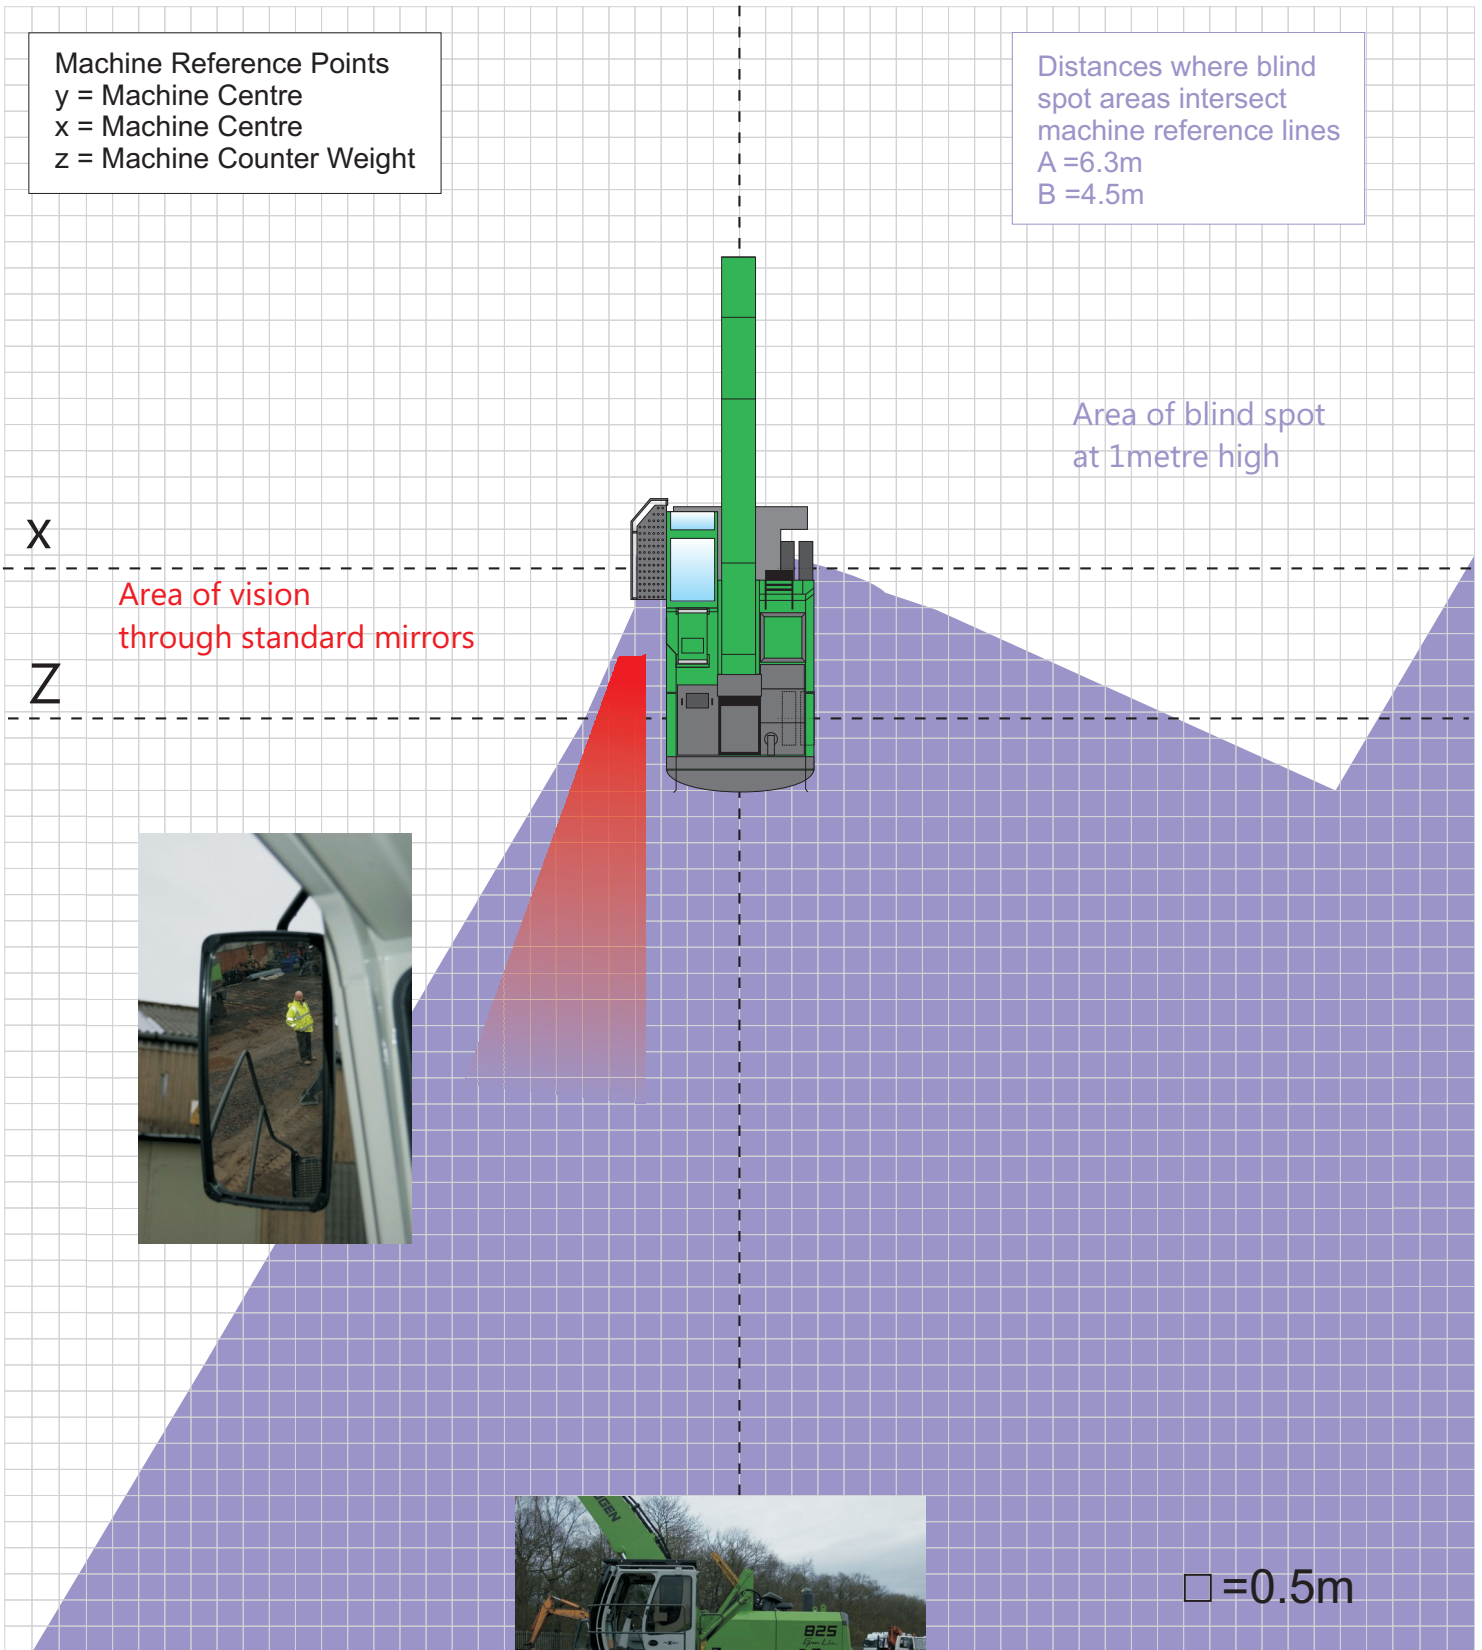 Machine Reference Points
y = Machine Centre
x = Machine Centre
z = Machine Counter Weight
Distances where blind
spot areas intersect
machine reference lines
A =6.3m
B =4.5m
Area of blind spot
at 1metre high
x
Area of vision
through standard mirrors
Z
825
=0.5m